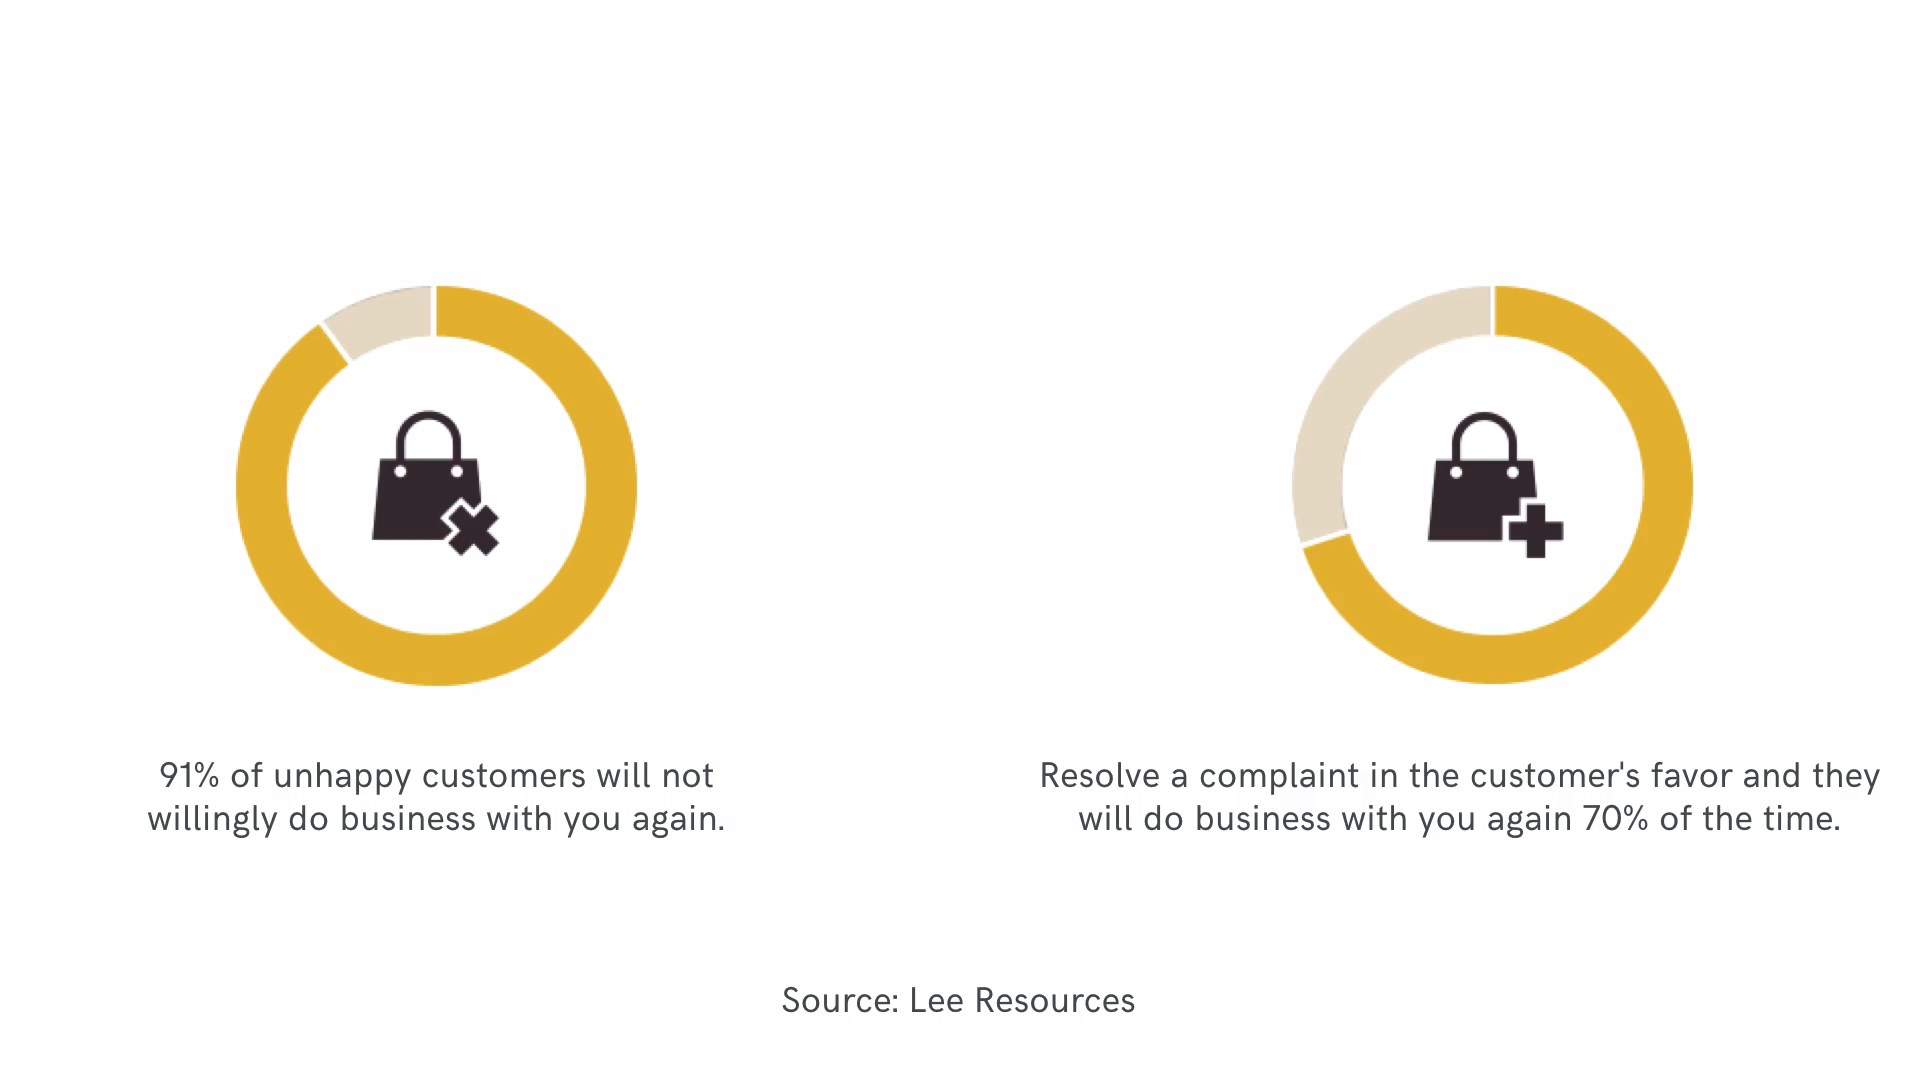 91% of unhappy customers will not
willingly do business with you again.
Resolve a complaint in the customer's favor and they
will do business with you again 70% of the time.
Source: Lee Resources